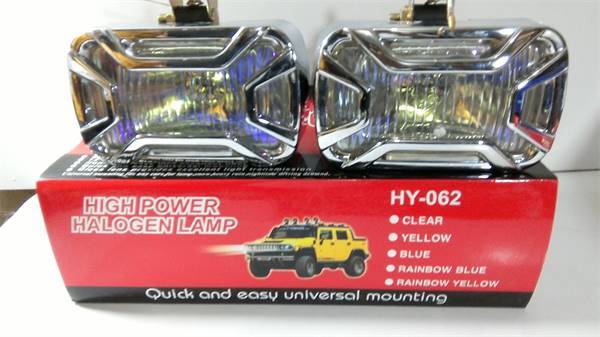 HIGH POWER
HALOGEN LAMP
HY-062
CLEAR
YELLOW
BLUE
RAINBOW BLUE
RAINBOW YELLOW
Quick and easy universal mounting